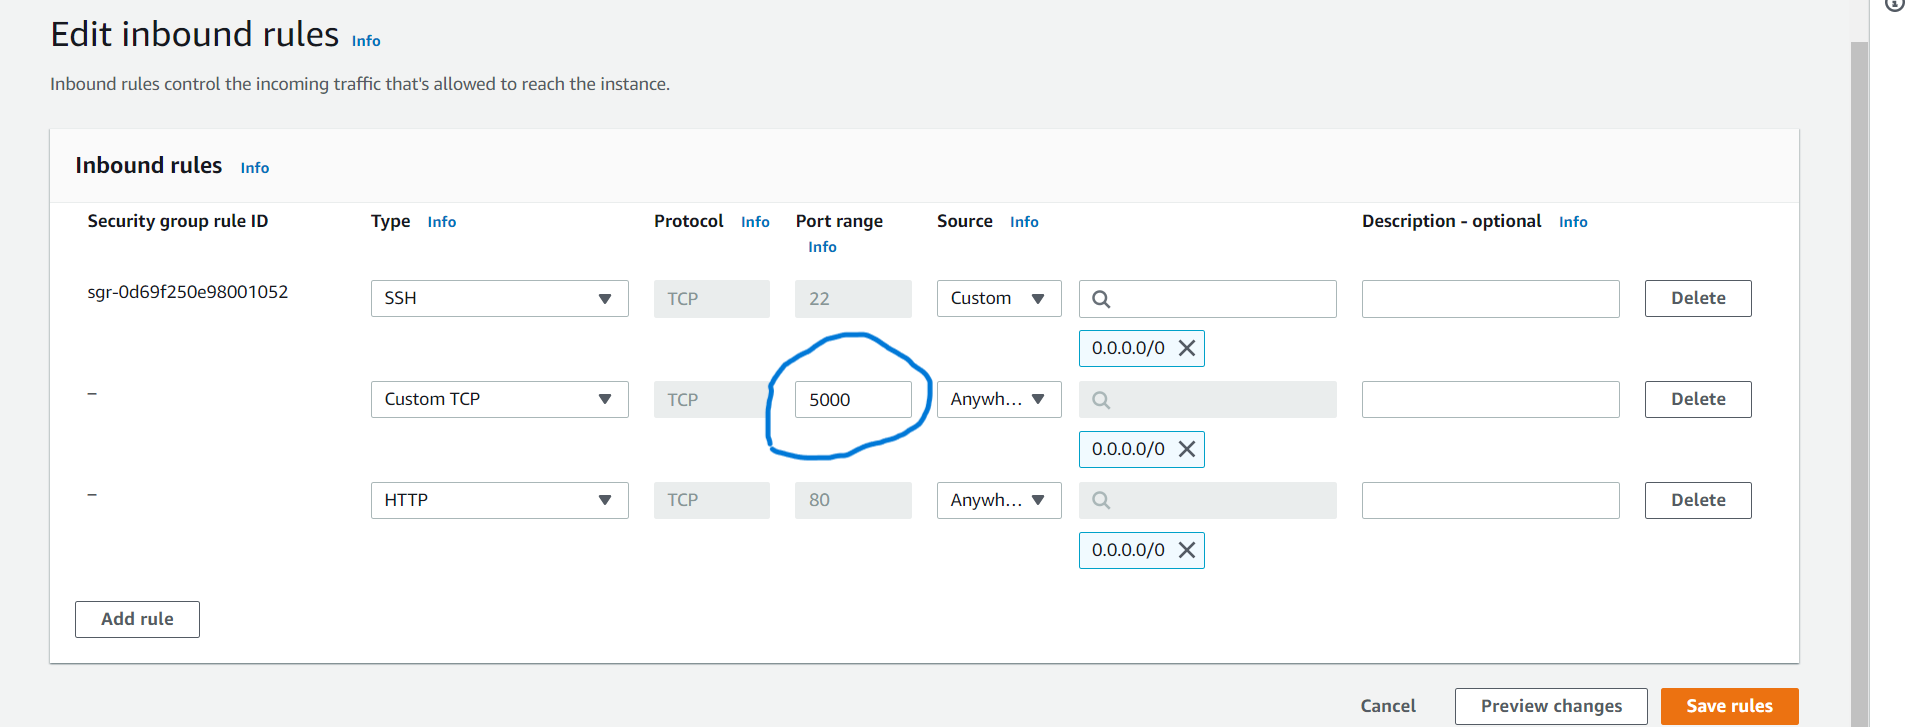 Edit inbound rules Info
Inbound rules control the incoming traffic that's allowed to reach the instance.
Inbound rules Info
Security group rule ID Type Info Protocol Info Port range Info Source Info Description - optional Info
sgr-0d69f250e98001052 SSH TCP 22 Custom Delete
0.0.0.0/0
– Custom TCP TCP 5000 Anywh... Delete
0.0.0.0/0
– HTTP TCP 80 Anywh... Delete
0.0.0.0/0
Add rule
Cancel Preview changes Save rules